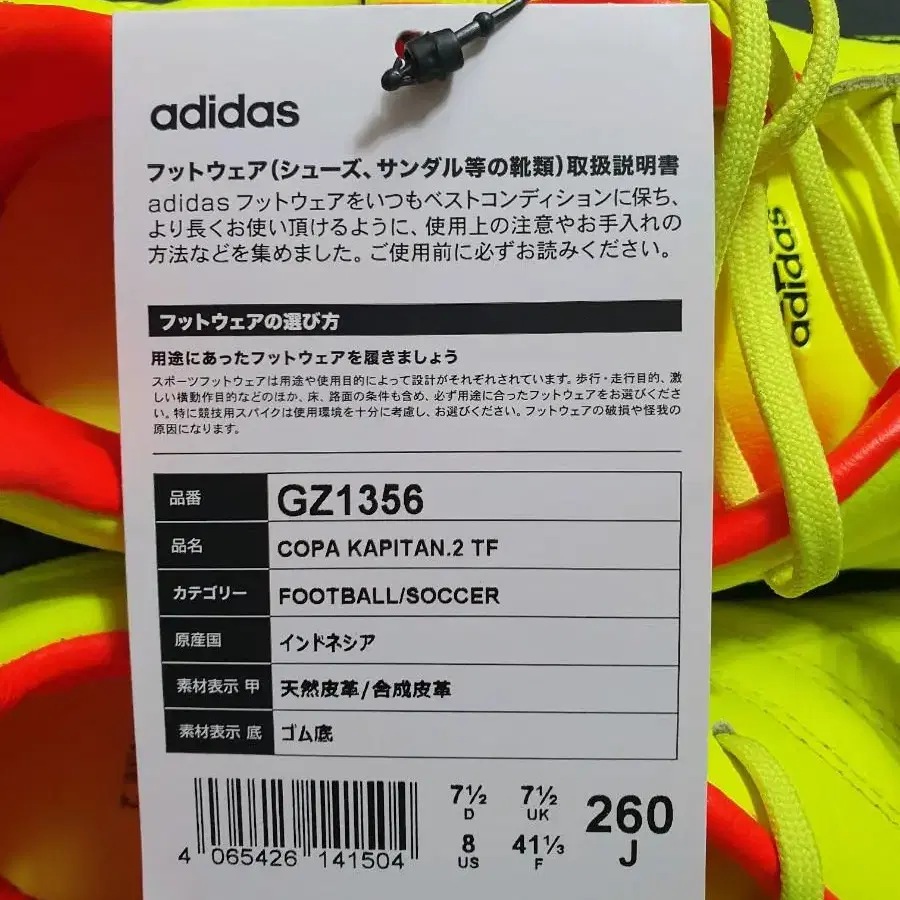 adidas
フットウェア(シューズ、サンダル等の靴類)取扱説明書
adidas フットウェアをいつもベストコンディションに保ち、
より長くお使い頂けるように、使用上の注意やお手入れの
方法などを集めました。ご使用前に必ずお読みください。
フットウェアの選び方
用途にあったフットウェアを履きましょう
スポーツフットウェアは用途や使用目的によって設計がそれぞれされています。歩行・走行目的、激
しい横動作目的などのほか、床、路面の条件も含め、必ず用途に合ったフットウェアをお選びくださ
い。特に競技用スパイクは使用環境を十分に考慮し、お選びください。フットウェアの破損や怪我の
原因になります。
品番 GZ1356
品名 COPA KAPITAN.2 TF
カテゴリー FOOTBALL/SOCCER
原産国 インドネシア
素材表示 甲 天然皮革/合成皮革
素材表示 底 ゴム底
7½ 7½ 260
D UK
8 41⅓ J
US F
4 065426 141504
adidas